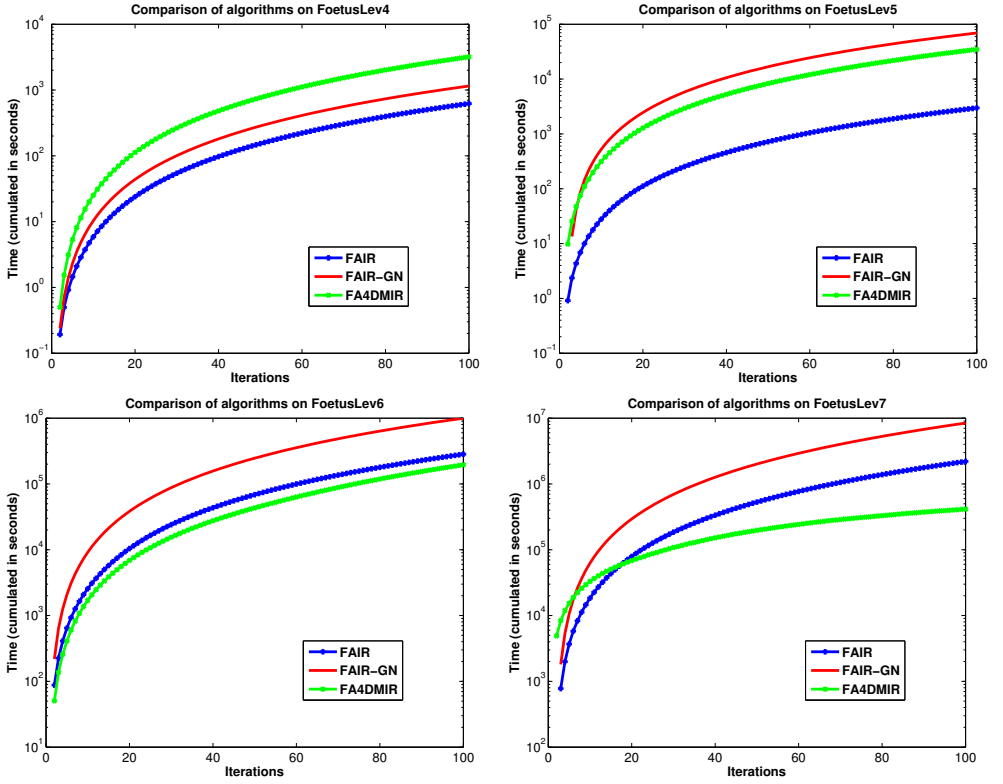 Comparison of algorithms on FoetusLev4
10^4
10^3
10^2
10^1
10^0
10^−1
Time (cumulated in seconds)
0 20 40 60 80 100
Iterations
FAIR
FAIR−GN
FA4DMIR
Comparison of algorithms on FoetusLev5
10^5
10^4
10^3
10^2
10^1
10^0
10^−1
Time (cumulated in seconds)
0 20 40 60 80 100
Iterations
FAIR
FAIR−GN
FA4DMIR
Comparison of algorithms on FoetusLev6
10^6
10^5
10^4
10^3
10^2
10^1
Time (cumulated in seconds)
0 20 40 60 80 100
Iterations
FAIR
FAIR−GN
FA4DMIR
Comparison of algorithms on FoetusLev7
10^7
10^6
10^5
10^4
10^3
10^2
Time (cumulated in seconds)
0 20 40 60 80 100
Iterations
FAIR
FAIR−GN
FA4DMIR